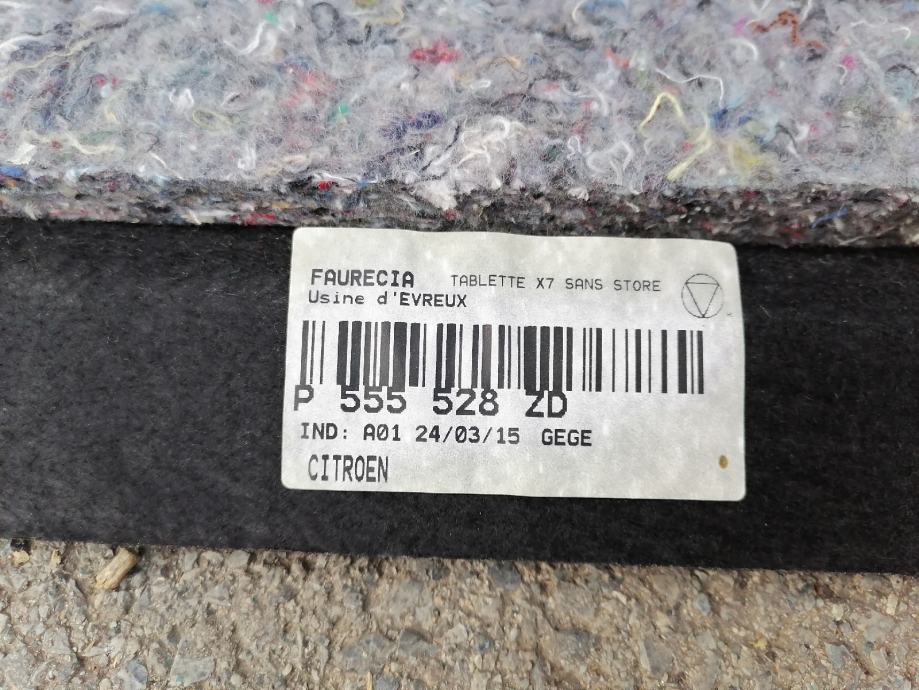 FAURECIA TABLETTE X7 SANS STORE
Usine d'EVREUX
P 555 528 ZD
IND: A01 24/03/15 GEGE
CITROEN